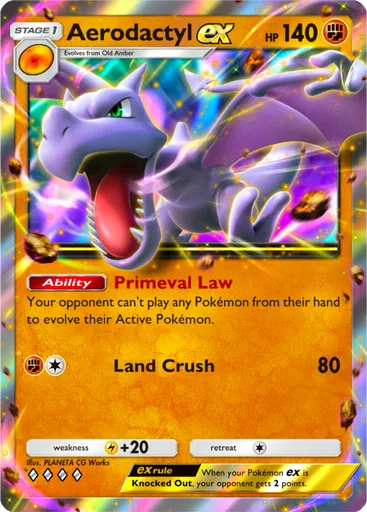 STAGE 1 Aerodactyl ex HP 140
Evolves from Old Amber
Ability Primeval Law
Your opponent can't play any Pokémon from their hand
to evolve their Active Pokémon.
Land Crush 80
weakness +20 retreat
Illus. PLANETA CG Works
ex rule When your Pokémon ex is
Knocked Out, your opponent gets 2 points.